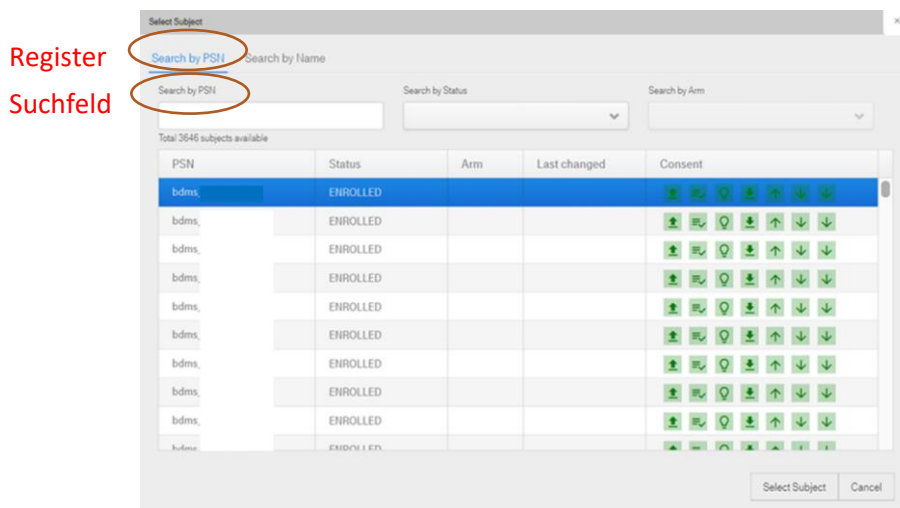 Select Subject
×
Register
Search by PSN Search by Name
Suchfeld
Search by PSN Search by Status Search by Arm
Total 3646 subjects available
PSN Status Arm Last changed Consent
bdms_ ENROLLED
bdms_ ENROLLED
bdms_ ENROLLED
bdms_ ENROLLED
bdms_ ENROLLED
bdms_ ENROLLED
bdms_ ENROLLED
bdms_ ENROLLED
bdms_ ENROLLED
bdms_ ENROLLED
Select Subject Cancel